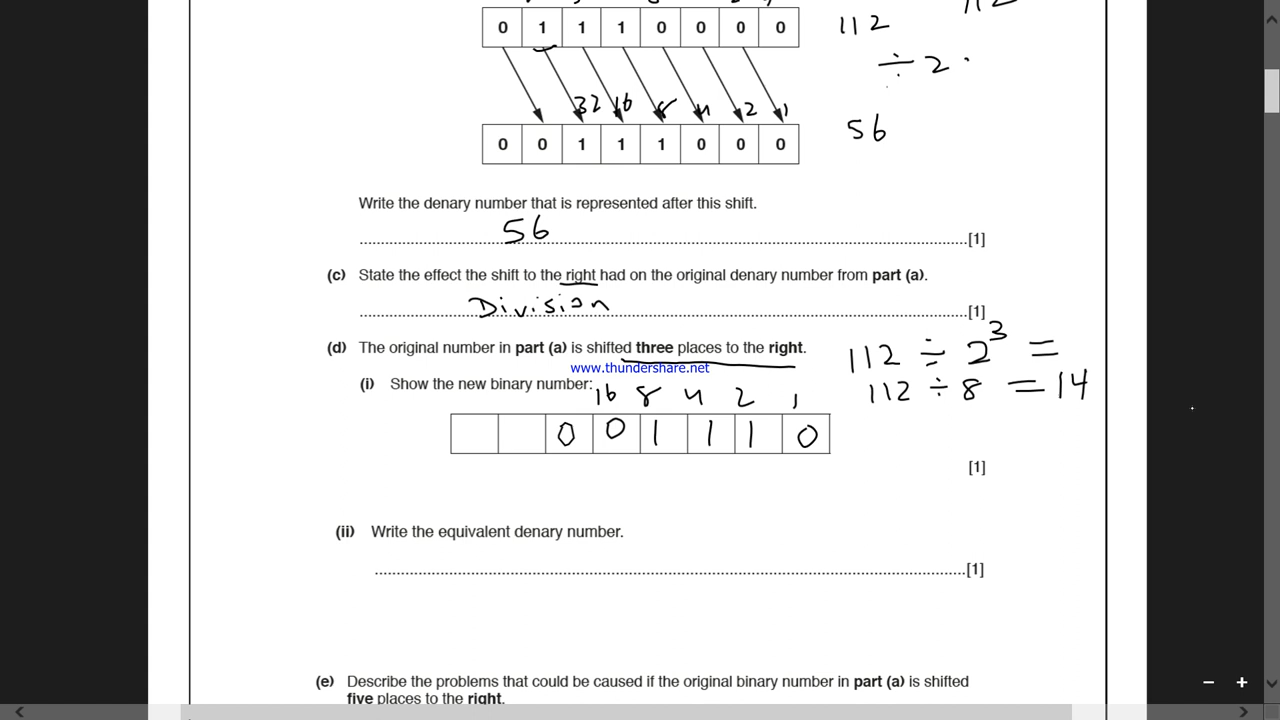 0 1 1 1 0 0 0 0
112
÷ 2
32 16 8 4 2 1
56
0 0 1 1 1 0 0 0
Write the denary number that is represented after this shift.
56
[1]
(c) State the effect the shift to the right had on the original denary number from part (a).
Division
[1]
(d) The original number in part (a) is shifted three places to the right.
112 ÷ 2³ =
www.thundershare.net
(i) Show the new binary number:
112 ÷ 8 = 14
16 8 4 2 1
0 0 1 1 1 0
[1]
(ii) Write the equivalent denary number.
[1]
(e) Describe the problems that could be caused if the original binary number in part (a) is shifted
five places to the right.